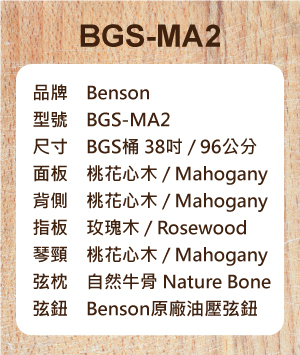 BGS-MA2
品牌 Benson
型號 BGS-MA2
尺寸 BGS桶 38吋 / 96公分
面板 桃花心木 / Mahogany
背側 桃花心木 / Mahogany
指板 玫瑰木 / Rosewood
琴頸 桃花心木 / Mahogany
弦枕 自然牛骨 Nature Bone
弦鈕 Benson原廠油壓弦鈕